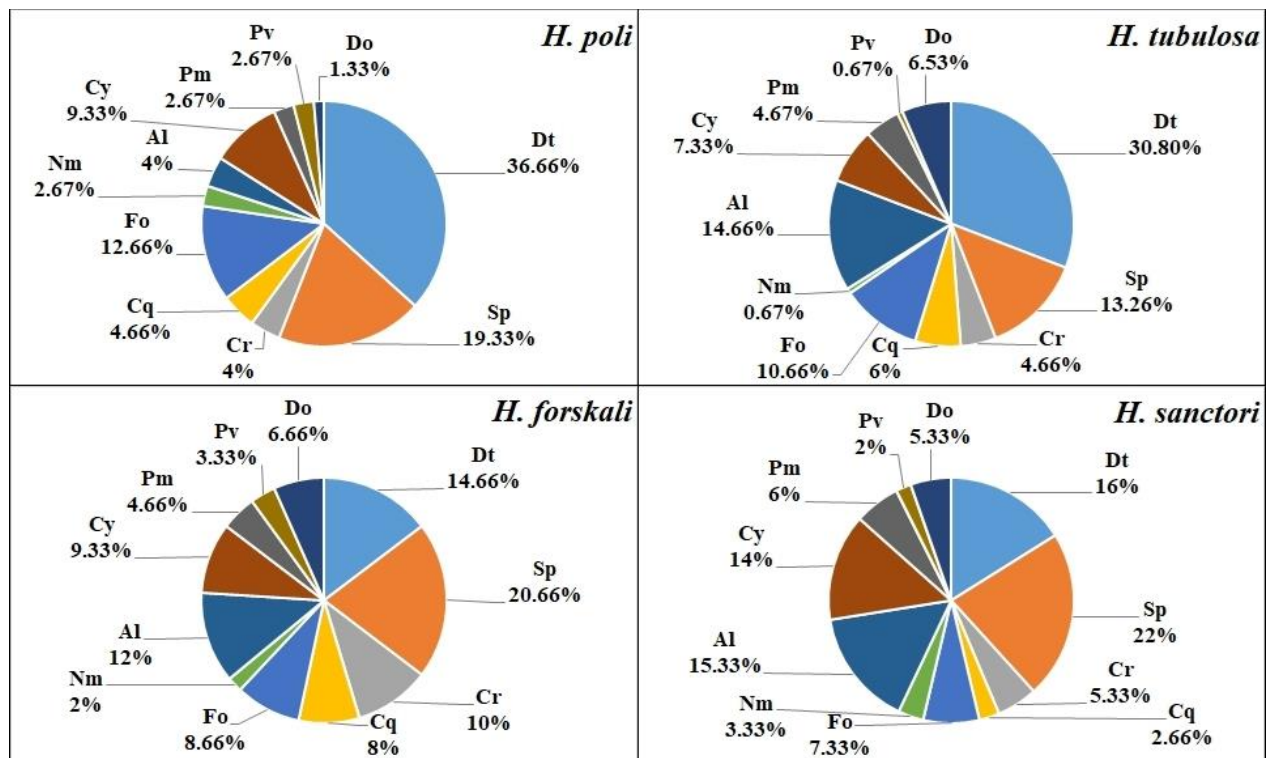 H. poli
Do
1.33%
Pv
2.67%
Pm
2.67%
Cy
9.33%
Al
4%
Nm
2.67%
Fo
12.66%
Cq
4.66%
Cr
4%
Sp
19.33%
Dt
36.66%
H. tubulosa
Do
6.53%
Pv
0.67%
Pm
4.67%
Cy
7.33%
Al
14.66%
Nm
0.67%
Fo
10.66%
Cq
6%
Cr
4.66%
Sp
13.26%
Dt
30.80%
H. forskali
Do
6.66%
Pv
3.33%
Pm
4.66%
Cy
9.33%
Al
12%
Nm
2%
Fo
8.66%
Cq
8%
Cr
10%
Sp
20.66%
Dt
14.66%
H. sanctori
Do
5.33%
Pv
2%
Pm
6%
Cy
14%
Al
15.33%
Nm
3.33%
Fo
7.33%
Cq
2.66%
Cr
5.33%
Sp
22%
Dt
16%